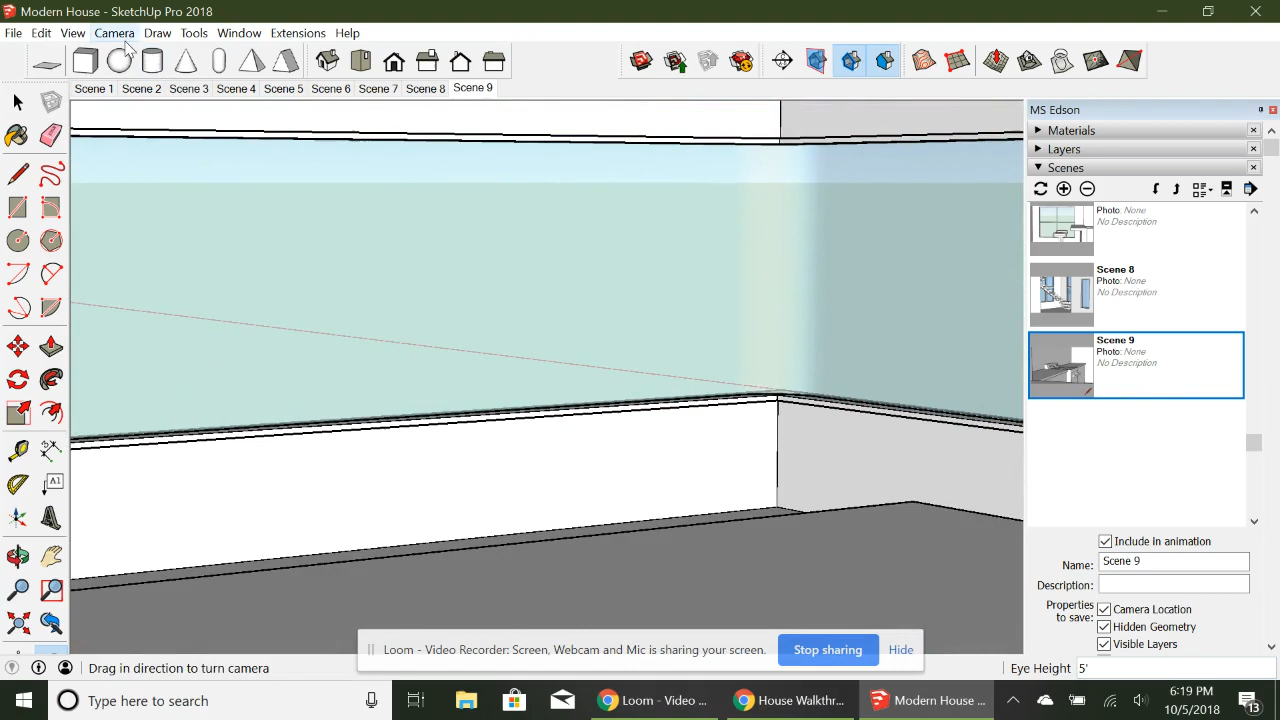 Modern House - SketchUp Pro 2018
File Edit View Camera Draw Tools Window Extensions Help
Scene 1 Scene 2 Scene 3 Scene 4 Scene 5 Scene 6 Scene 7 Scene 8 Scene 9
MS Edson
Materials
Layers
Scenes
Photo: None
No Description
Scene 8
Photo: None
No Description
Scene 9
Photo: None
No Description
Include in animation
Name: Scene 9
Description:
Properties to save:
Camera Location
Hidden Geometry
Visible Layers
A1
Loom - Video Recorder: Screen, Webcam and Mic is sharing your screen. Stop sharing Hide
Drag in direction to turn camera
Eye Height 5'
Type here to search
Loom - Video ...
House Walkthr...
Modern House ...
6:19 PM
10/5/2018
13